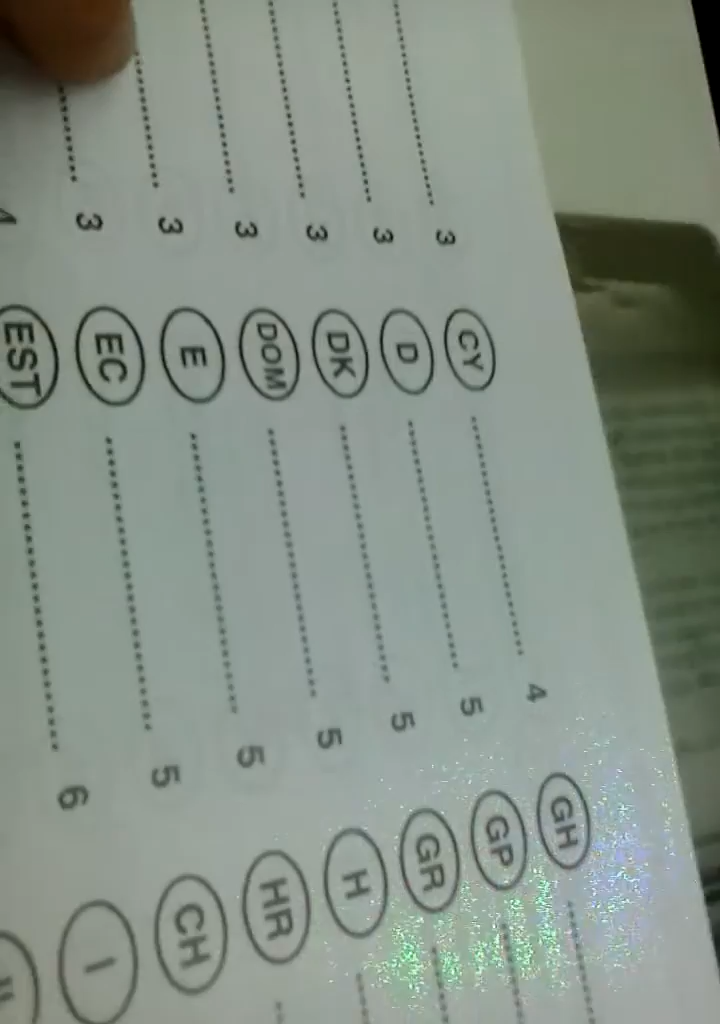 ........................ 3 (CY) ........................ 4 (GH) ............
........................ 3 (D) ........................ 5 (GP) ............
........................ 3 (DK) ........................ 5 (GR) ............
........................ 3 (DOM) ........................ 5 (H) ............
................ 3 (E) ........................ 5 (HR) ......
............ 3 (EC) ........................ 5 (CH)
(EST) ........................ 6 (I)